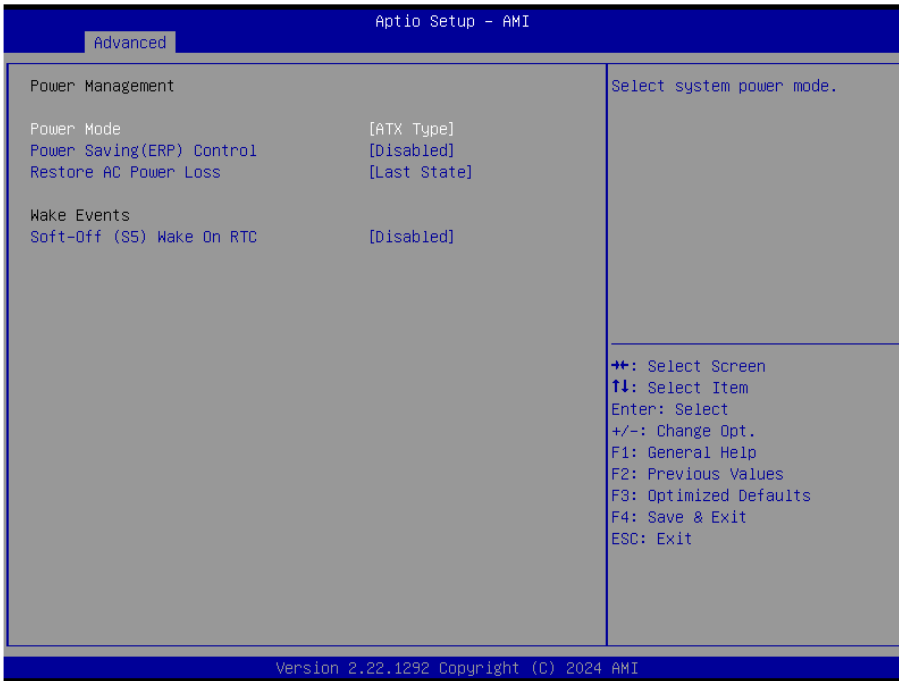 Aptio Setup - AMI
Advanced
Power Management
Power Mode [ATX Type]
Power Saving(ERP) Control [Disabled]
Restore AC Power Loss [Last State]
Wake Events
Soft-Off (S5) Wake On RTC [Disabled]
Select system power mode.
→←: Select Screen
↑↓: Select Item
Enter: Select
+/-: Change Opt.
F1: General Help
F2: Previous Values
F3: Optimized Defaults
F4: Save & Exit
ESC: Exit
Version 2.22.1292 Copyright (C) 2024 AMI